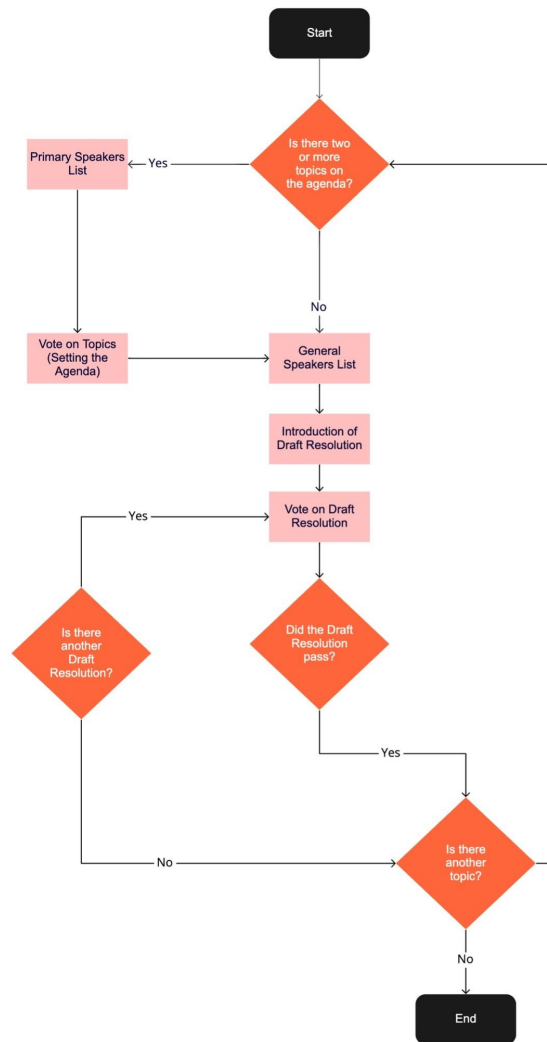 Start
Is there two
or more
topics on
the agenda?
Yes
Primary Speakers
List
No
Vote on Topics
(Setting the
Agenda)
General
Speakers List
Introduction of
Draft Resolution
Yes
Vote on Draft
Resolution
Is there
another
Draft
Resolution?
Did the Draft
Resolution
pass?
Yes
No
Is there
another
topic?
No
End